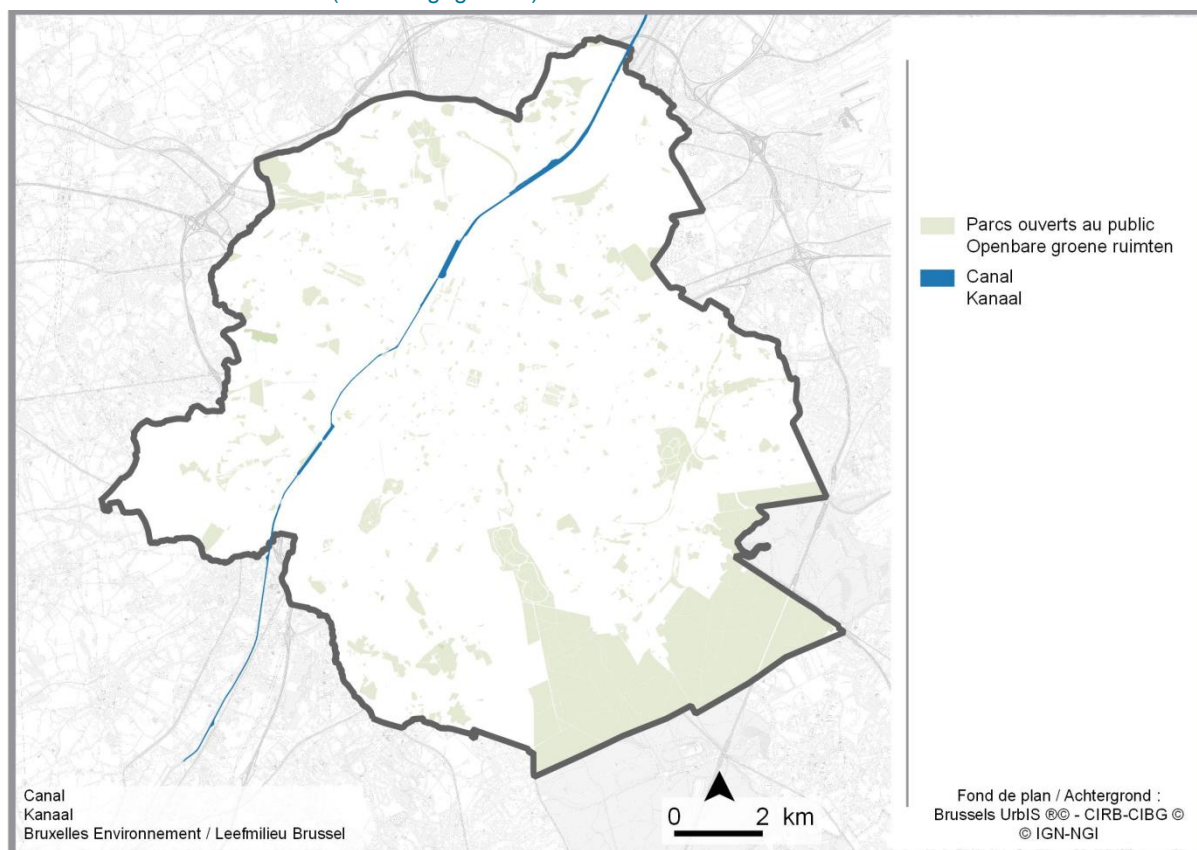 Parcs ouverts au public
Openbare groene ruimten
Canal
Kanaal
Canal
Kanaal
Bruxelles Environnement / Leefmilieu Brussel
0 2 km
Fond de plan / Achtergrond :
Brussels UrbIS ®© - CIRB-CIBG ©
© IGN-NGI